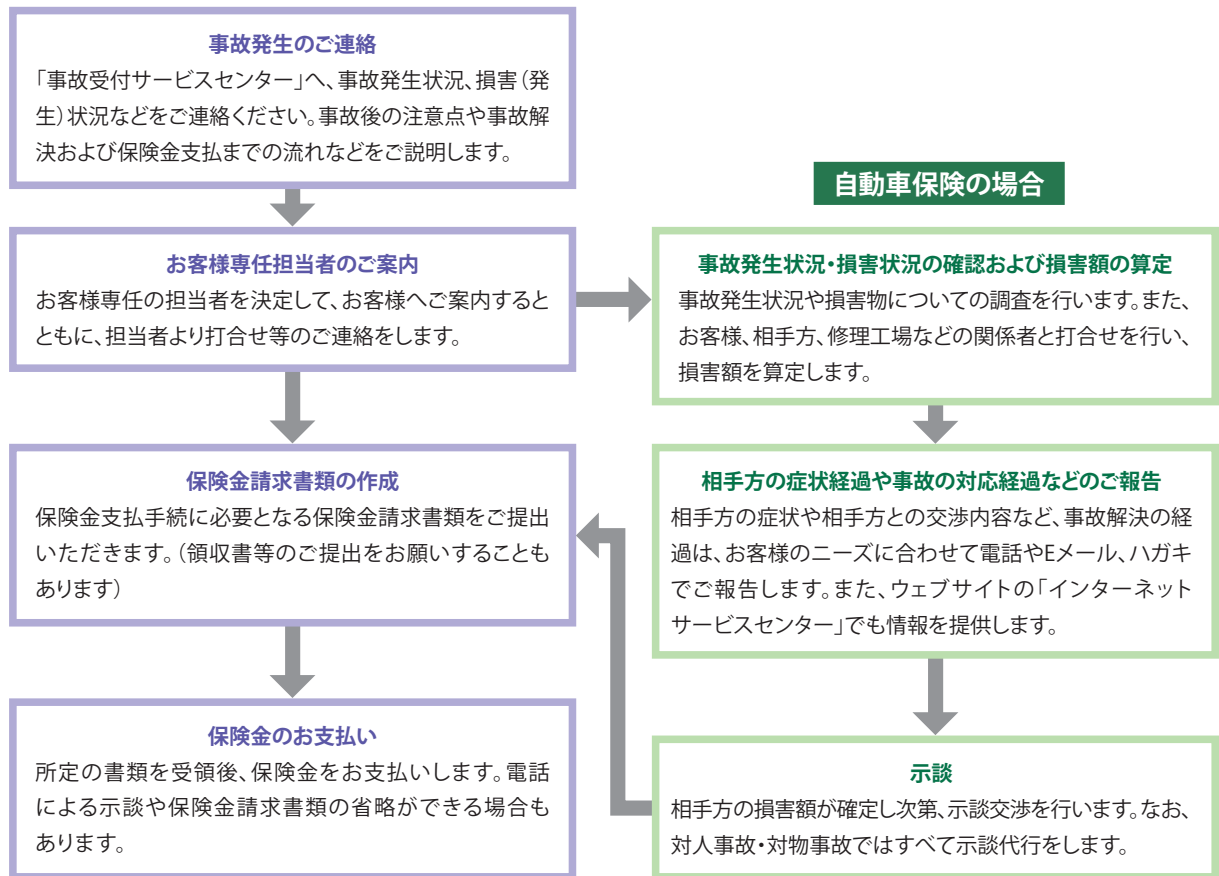 事故発生のご連絡
「事故受付サービスセンター」へ、事故発生状況、損害(発
生)状況などをご連絡ください。事故後の注意点や事故解
決および保険金支払までの流れなどをご説明します。
お客様専任担当者のご案内
お客様専任の担当者を決定して、お客様へご案内すると
ともに、担当者より打合せ等のご連絡をします。
保険金請求書類の作成
保険金支払手続に必要となる保険金請求書類をご提出
いただきます。(領収書等のご提出をお願いすることも
あります)
保険金のお支払い
所定の書類を受領後、保険金をお支払いします。電話
による示談や保険金請求書類の省略ができる場合も
あります。
自動車保険の場合
事故発生状況・損害状況の確認および損害額の算定
事故発生状況や損害物についての調査を行います。また、
お客様、相手方、修理工場などの関係者と打合せを行い、
損害額を算定します。
相手方の症状経過や事故の対応経過などのご報告
相手方の症状や相手方との交渉内容など、事故解決の経
過は、お客様のニーズに合わせて電話やEメール、ハガキ
でご報告します。また、ウェブサイトの「インターネット
サービスセンター」でも情報を提供します。
示談
相手方の損害額が確定し次第、示談交渉を行います。なお、
対人事故・対物事故ではすべて示談代行をします。